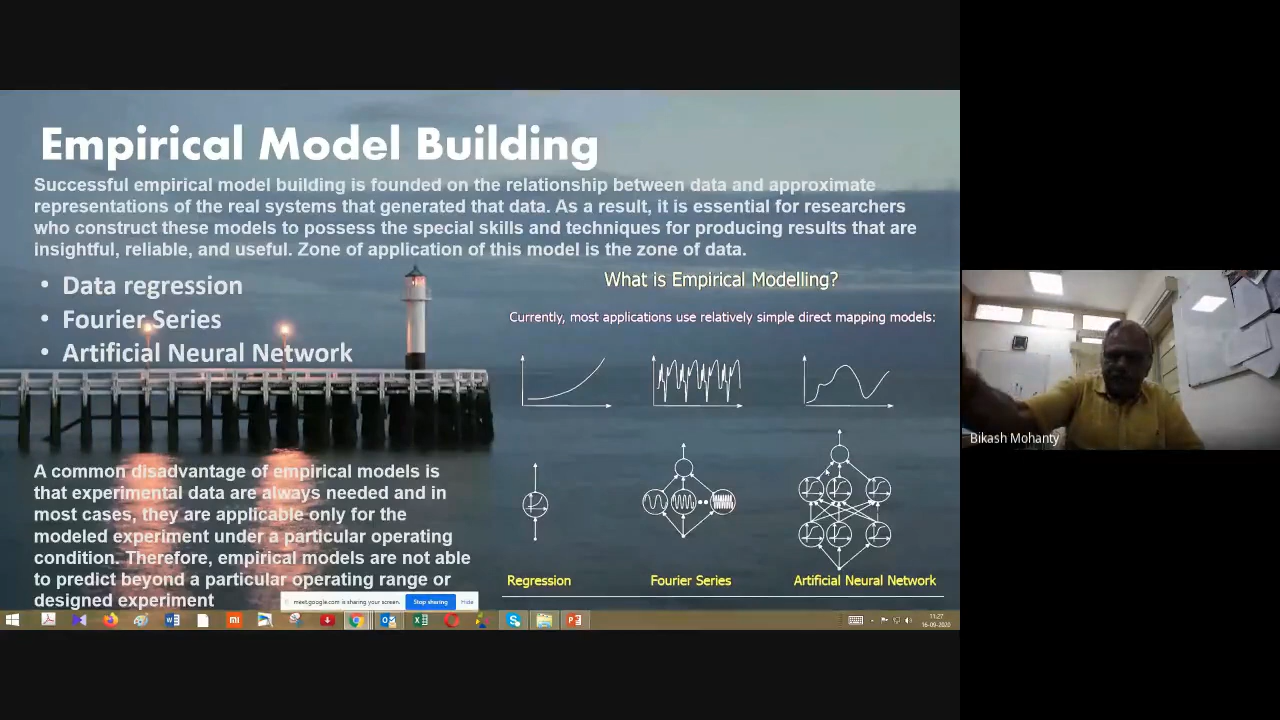 Empirical Model Building
Successful empirical model building is founded on the relationship between data and approximate
representations of the real systems that generated that data. As a result, it is essential for researchers
who construct these models to possess the special skills and techniques for producing results that are
insightful, reliable, and useful. Zone of application of this model is the zone of data.
• Data regression
• Fourier Series
• Artificial Neural Network
What is Empirical Modelling?
Currently, most applications use relatively simple direct mapping models:
Regression
Fourier Series
Artificial Neural Network
A common disadvantage of empirical models is
that experimental data are always needed and in
most cases, they are applicable only for the
modeled experiment under a particular operating
condition. Therefore, empirical models are not able
to predict beyond a particular operating range or
designed experiment
meet.google.com is sharing your screen.
Stop sharing
Hide
11:27
16-09-2020
Bikash Mohanty